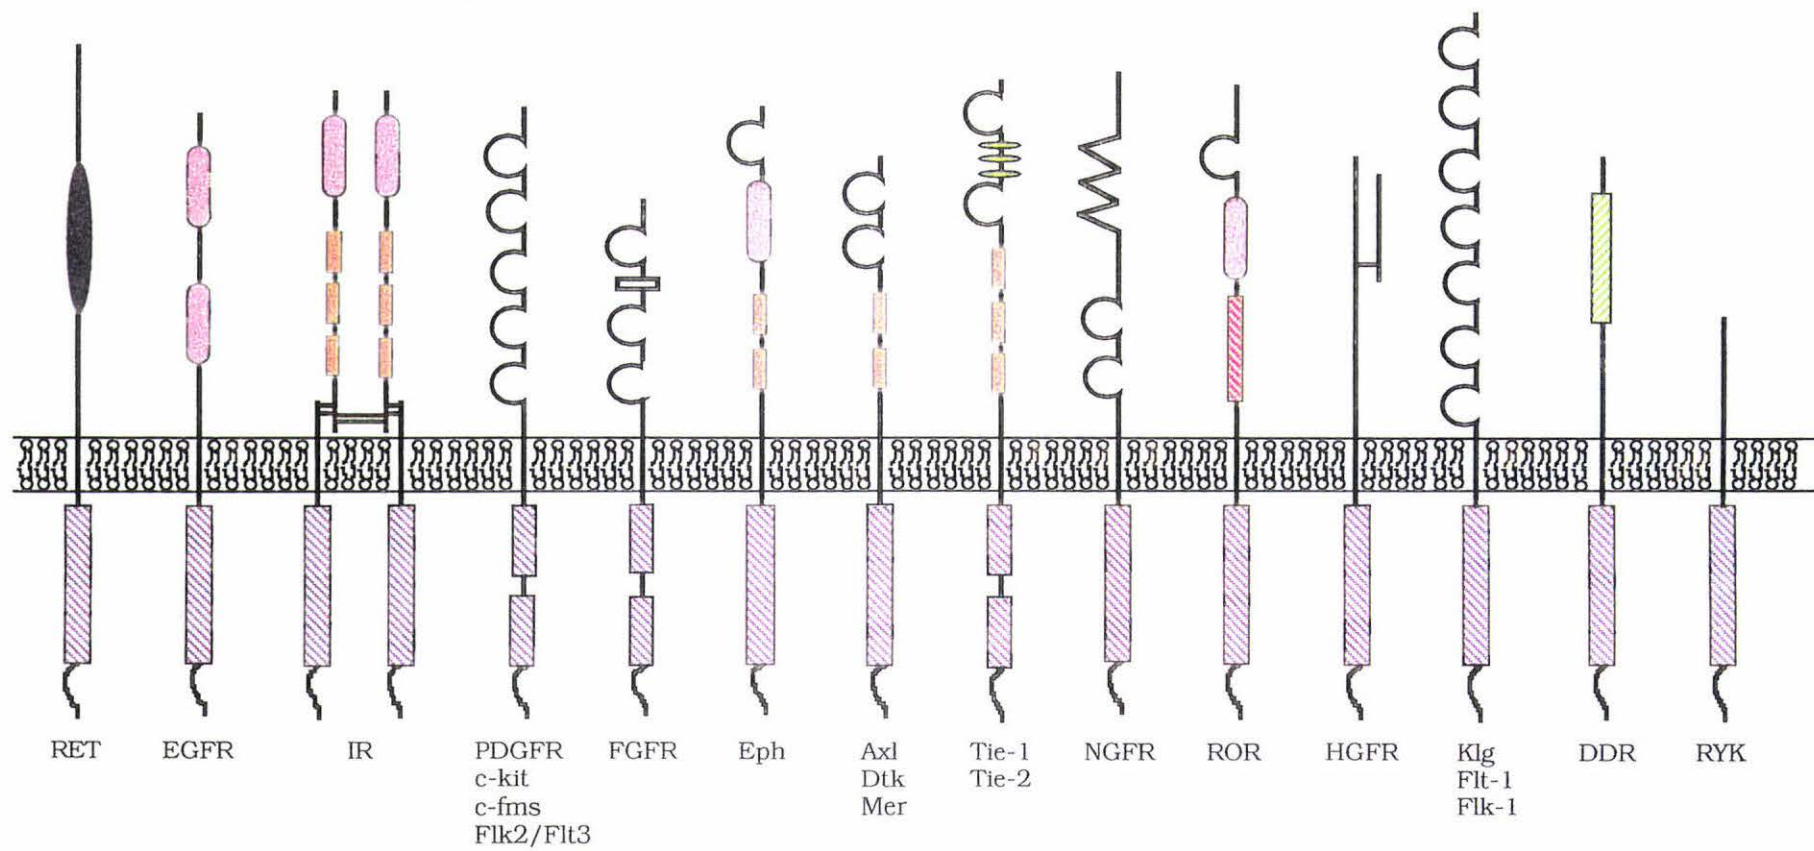 RET
EGFR
IR
PDGFR
c-kit
c-fms
Flk2/Flt3
FGFR
Eph
Axl
Dtk
Mer
Tie-1
Tie-2
NGFR
ROR
HGFR
Klg
Flt-1
Flk-1
DDR
RYK